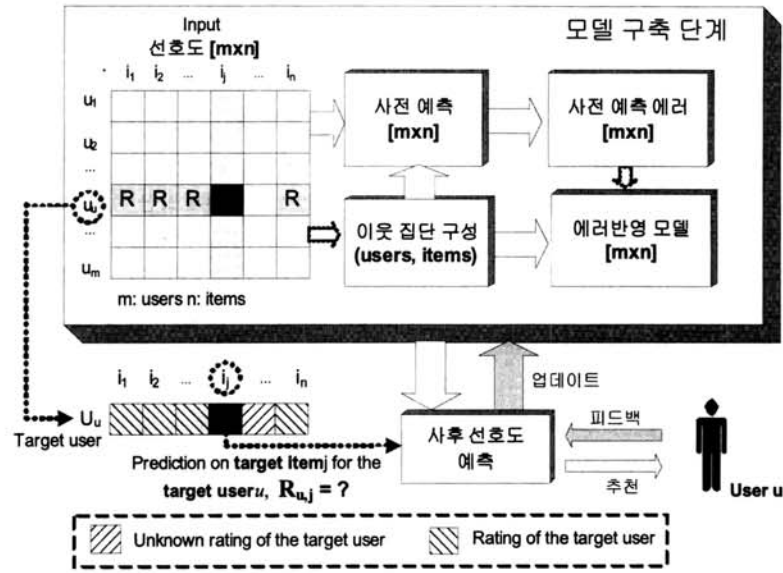 Input
선호도 [mxn]
모델 구축 단계
i1 i2 ... ij ... in
u1
u2
...
uu R R R R
...
um
m: users n: items
사전 예측
[mxn]
사전 예측 에러
[mxn]
이웃 집단 구성
(users, items)
에러반영 모델
[mxn]
i1 i2 ... ij ... in
Uu
Target user
업데이트
사후 선호도
예측
피드백
추천
User u
Prediction on target itemj for the
target useru, Ru,j = ?
Unknown rating of the target user
Rating of the target user